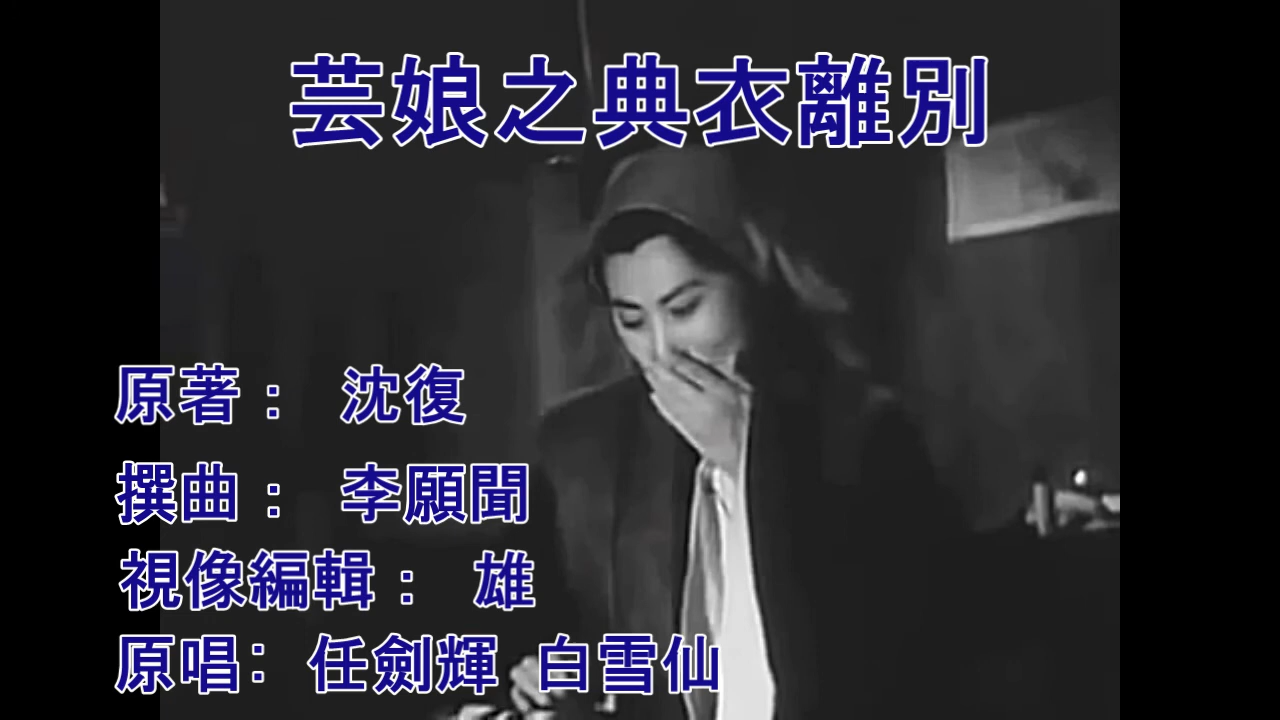 芸娘之典衣離別
原著： 沈復
撰曲： 李願聞
視像編輯： 雄
原唱： 任劍輝 白雪仙